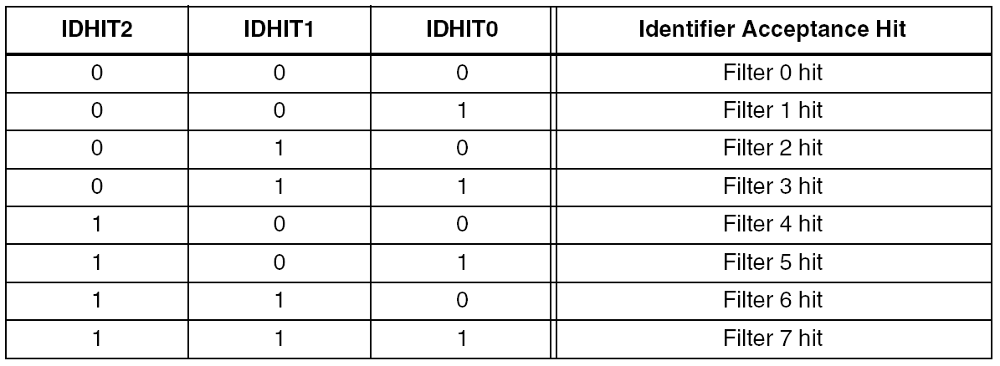 IDHIT2 IDHIT1 IDHIT0 Identifier Acceptance Hit
0 0 0 Filter 0 hit
0 0 1 Filter 1 hit
0 1 0 Filter 2 hit
0 1 1 Filter 3 hit
1 0 0 Filter 4 hit
1 0 1 Filter 5 hit
1 1 0 Filter 6 hit
1 1 1 Filter 7 hit